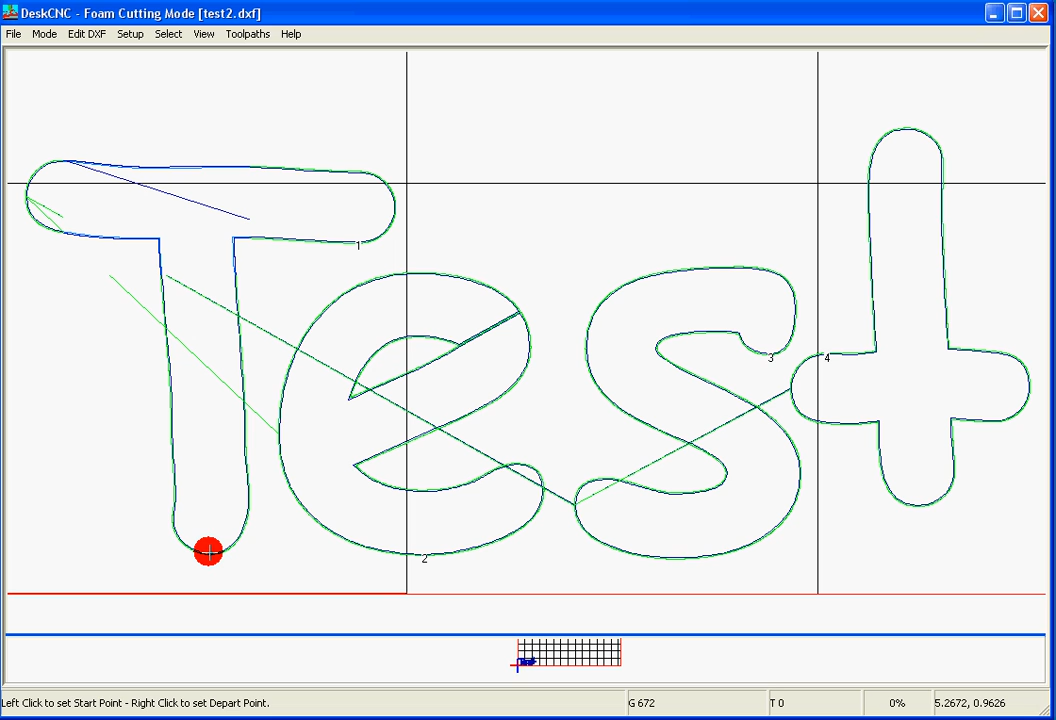 DeskCNC - Foam Cutting Mode [test2.dxf]
File Mode Edit DXF Setup Select View Toolpaths Help
Test
1
2
3
4
Left Click to set Start Point - Right Click to set Depart Point. G 672 T 0 0% 5.2672, 0.9626